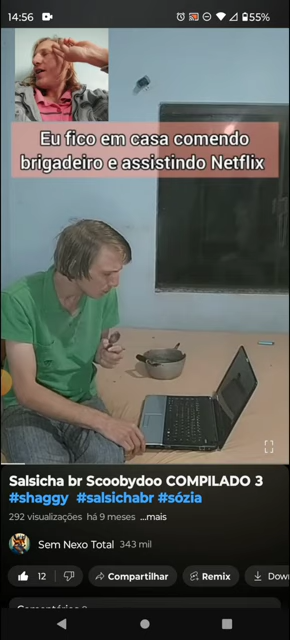 14:56
55%
Eu fico em casa comendo
brigadeiro e assistindo Netflix
Salsicha br Scoobydoo COMPILADO 3
#shaggy #salsichabr #sózia
292 visualizações há 9 meses ...mais
Sem Nexo Total 343 mil
12 Compartilhar Remix Down